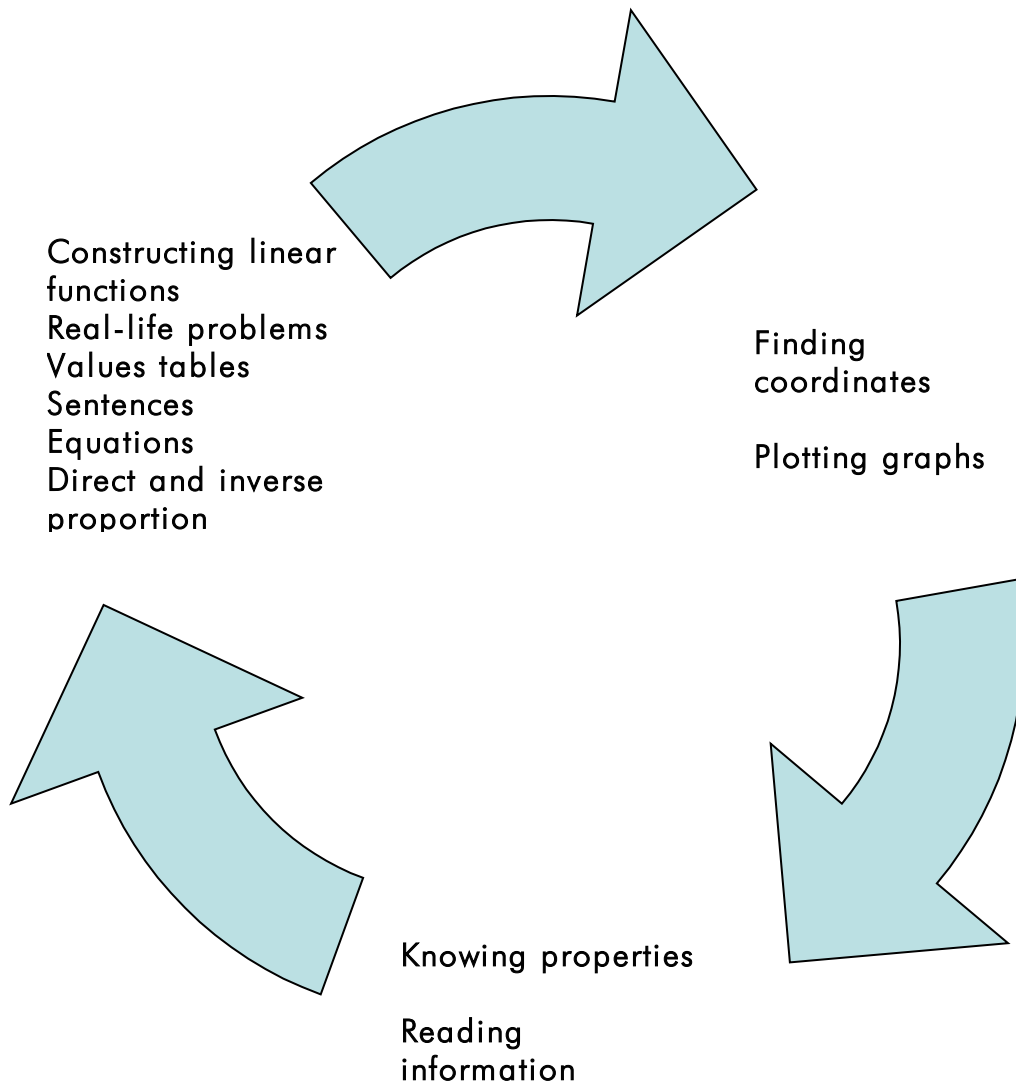 Constructing linear
functions
Real-life problems
Values tables
Sentences
Equations
Direct and inverse
proportion
Finding
coordinates
Plotting graphs
Knowing properties
Reading
information